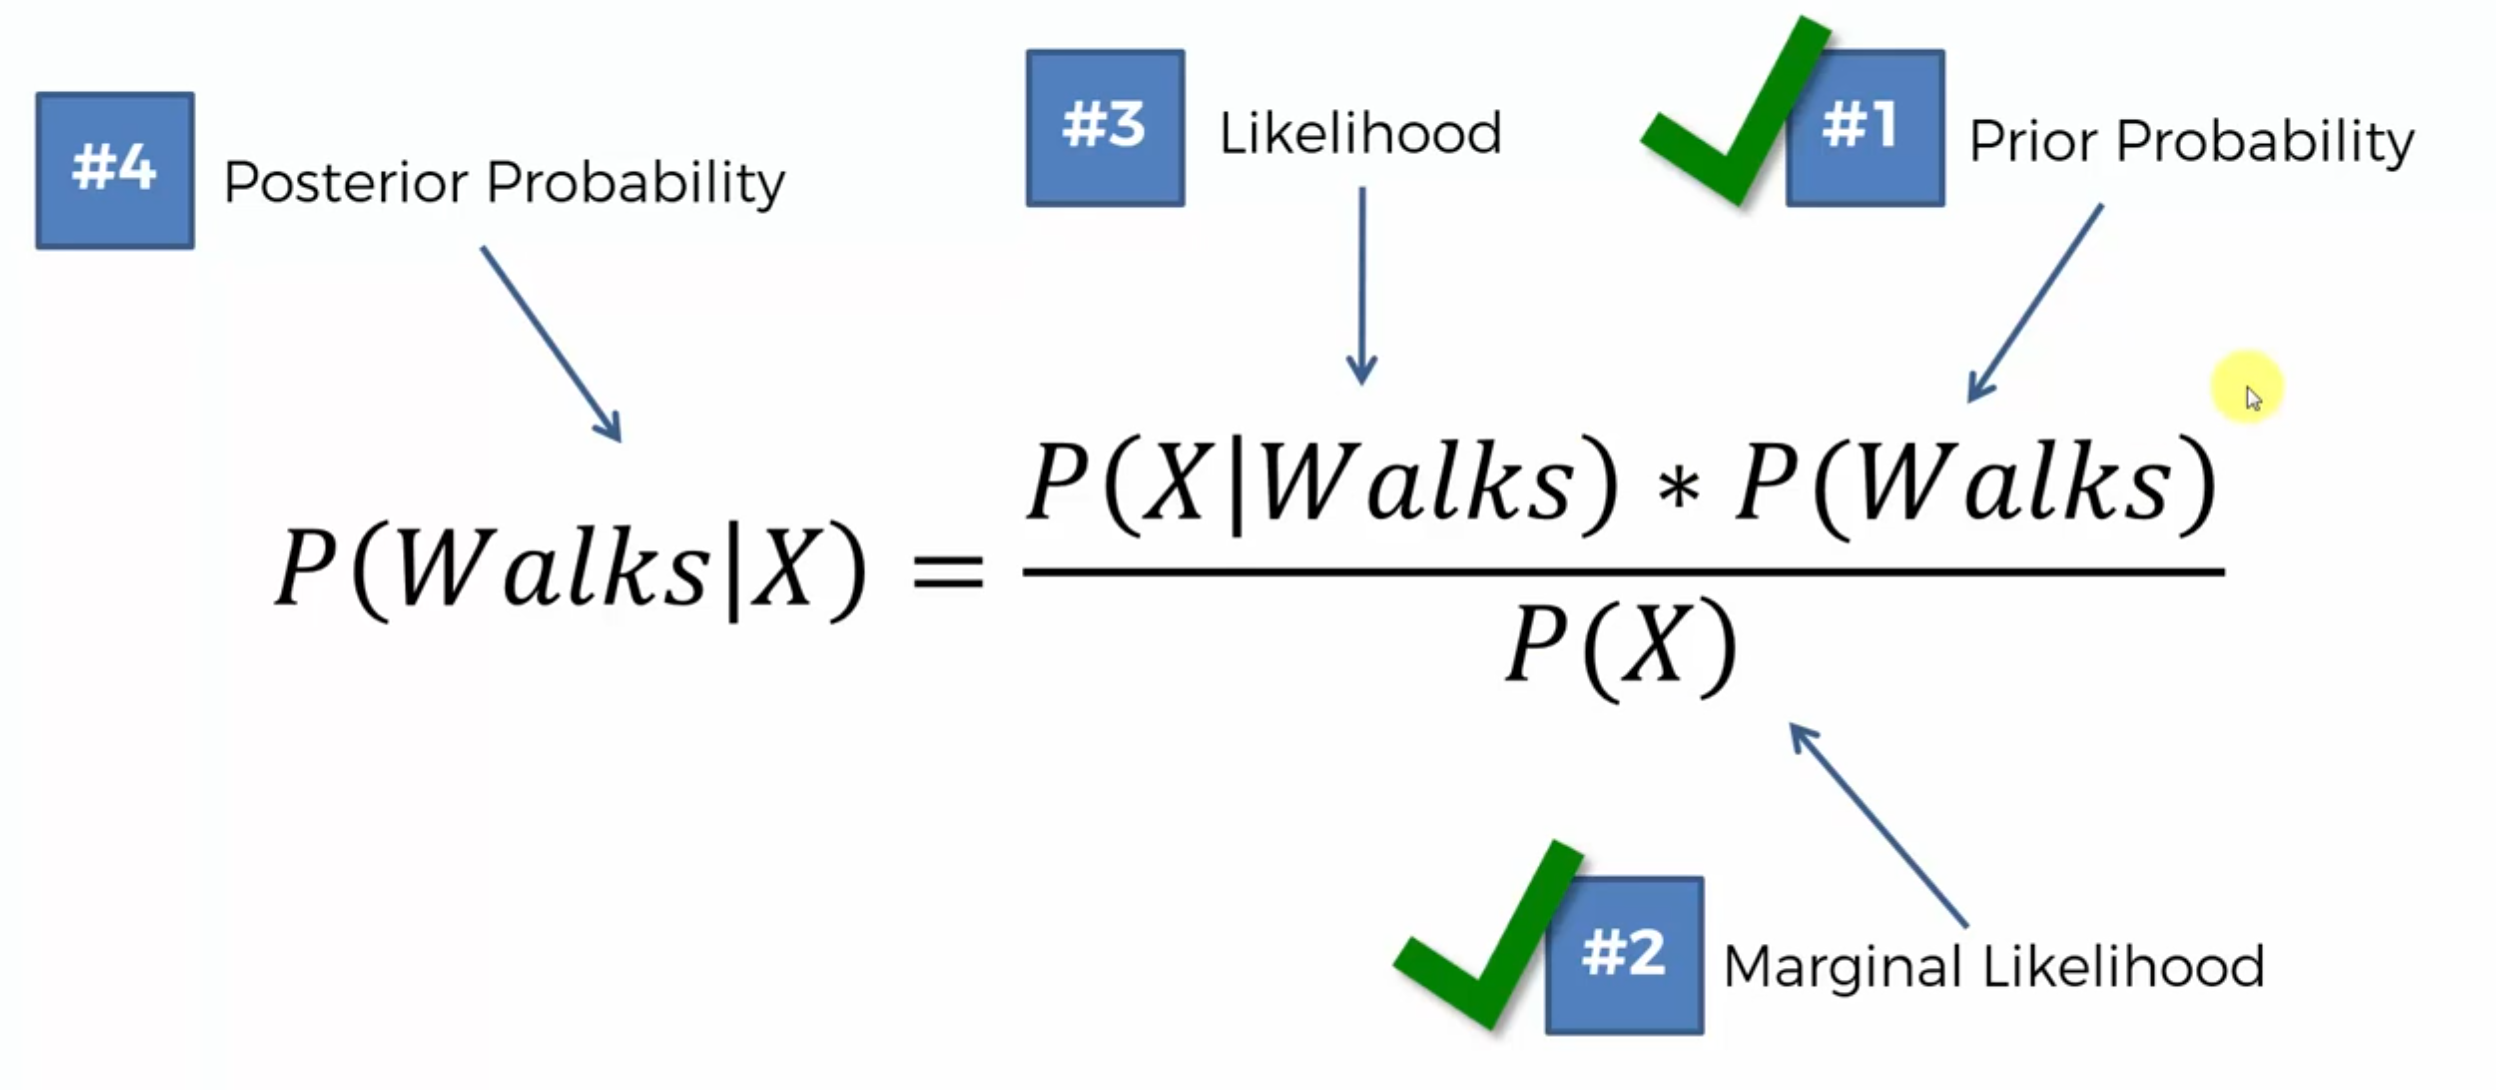 #4 Posterior Probability
#3 Likelihood
#1 Prior Probability
P(Walks|X) = P(X|Walks) * P(Walks)
P(X)
#2 Marginal Likelihood